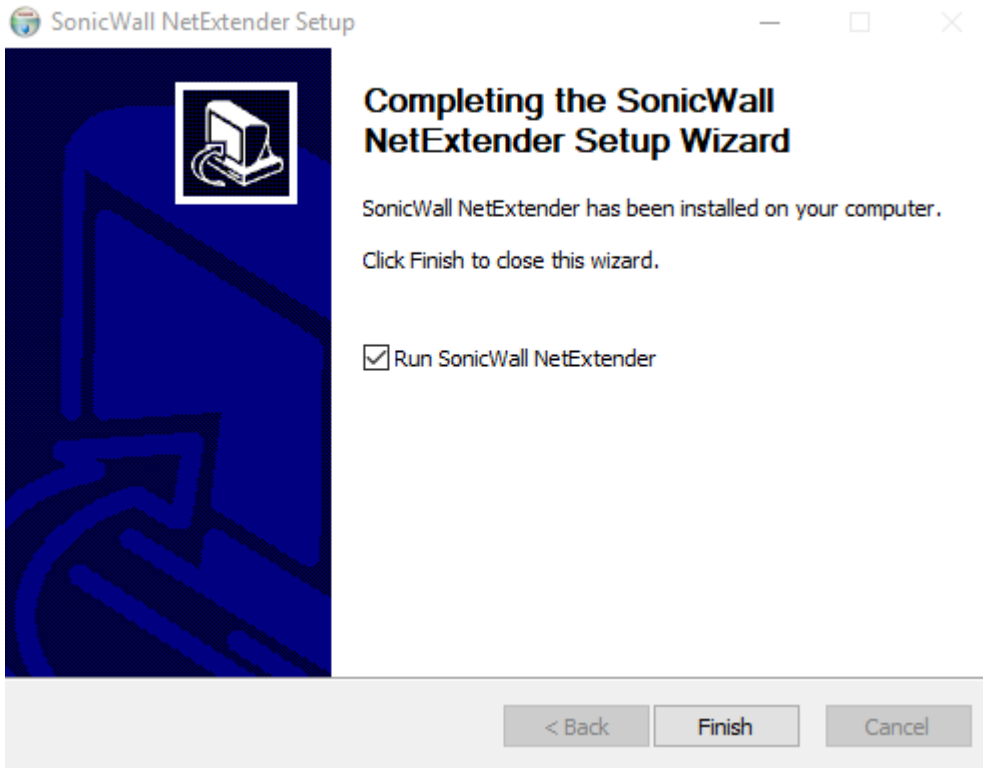 SonicWall NetExtender Setup
Completing the SonicWall
NetExtender Setup Wizard
SonicWall NetExtender has been installed on your computer.
Click Finish to close this wizard.
Run SonicWall NetExtender
< Back
Finish
Cancel